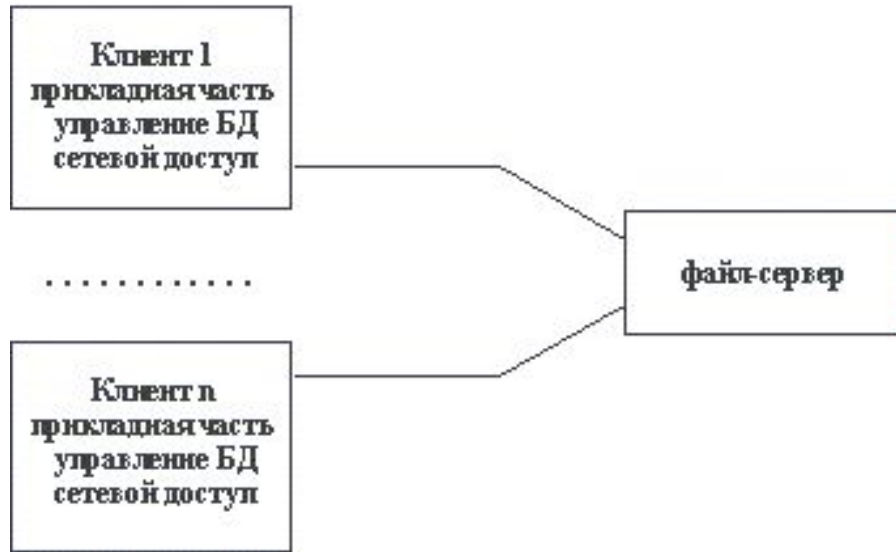 Клиент 1
прикладная часть
управление БД
сетевой доступ
файл-сервер
............
Клиент n
прикладная часть
управление БД
сетевой доступ